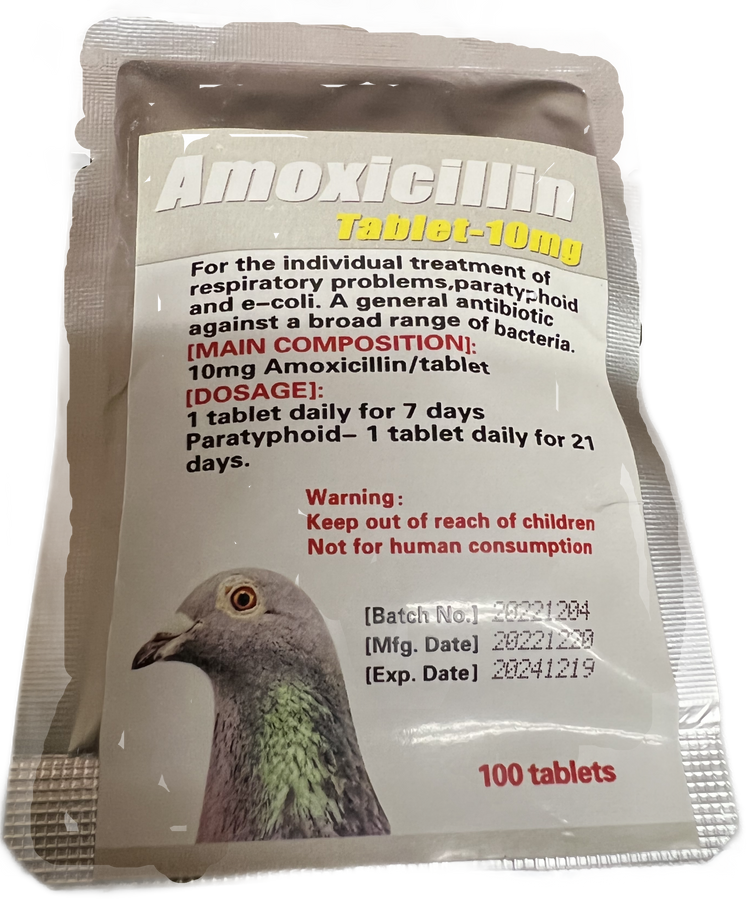 Amoxicillin
Tablet-10mg
For the individual treatment of
respiratory problems,paratyphoid
and e-coli. A general antibiotic
against a broad range of bacteria.
[MAIN COMPOSITION]:
10mg Amoxicillin/tablet
[DOSAGE]:
1 tablet daily for 7 days
Paratyphoid– 1 tablet daily for 21
days.
Warning:
Keep out of reach of children
Not for human consumption
[Batch No.] 20221204
[Mfg. Date] 20221220
[Exp. Date] 20241219
100 tablets